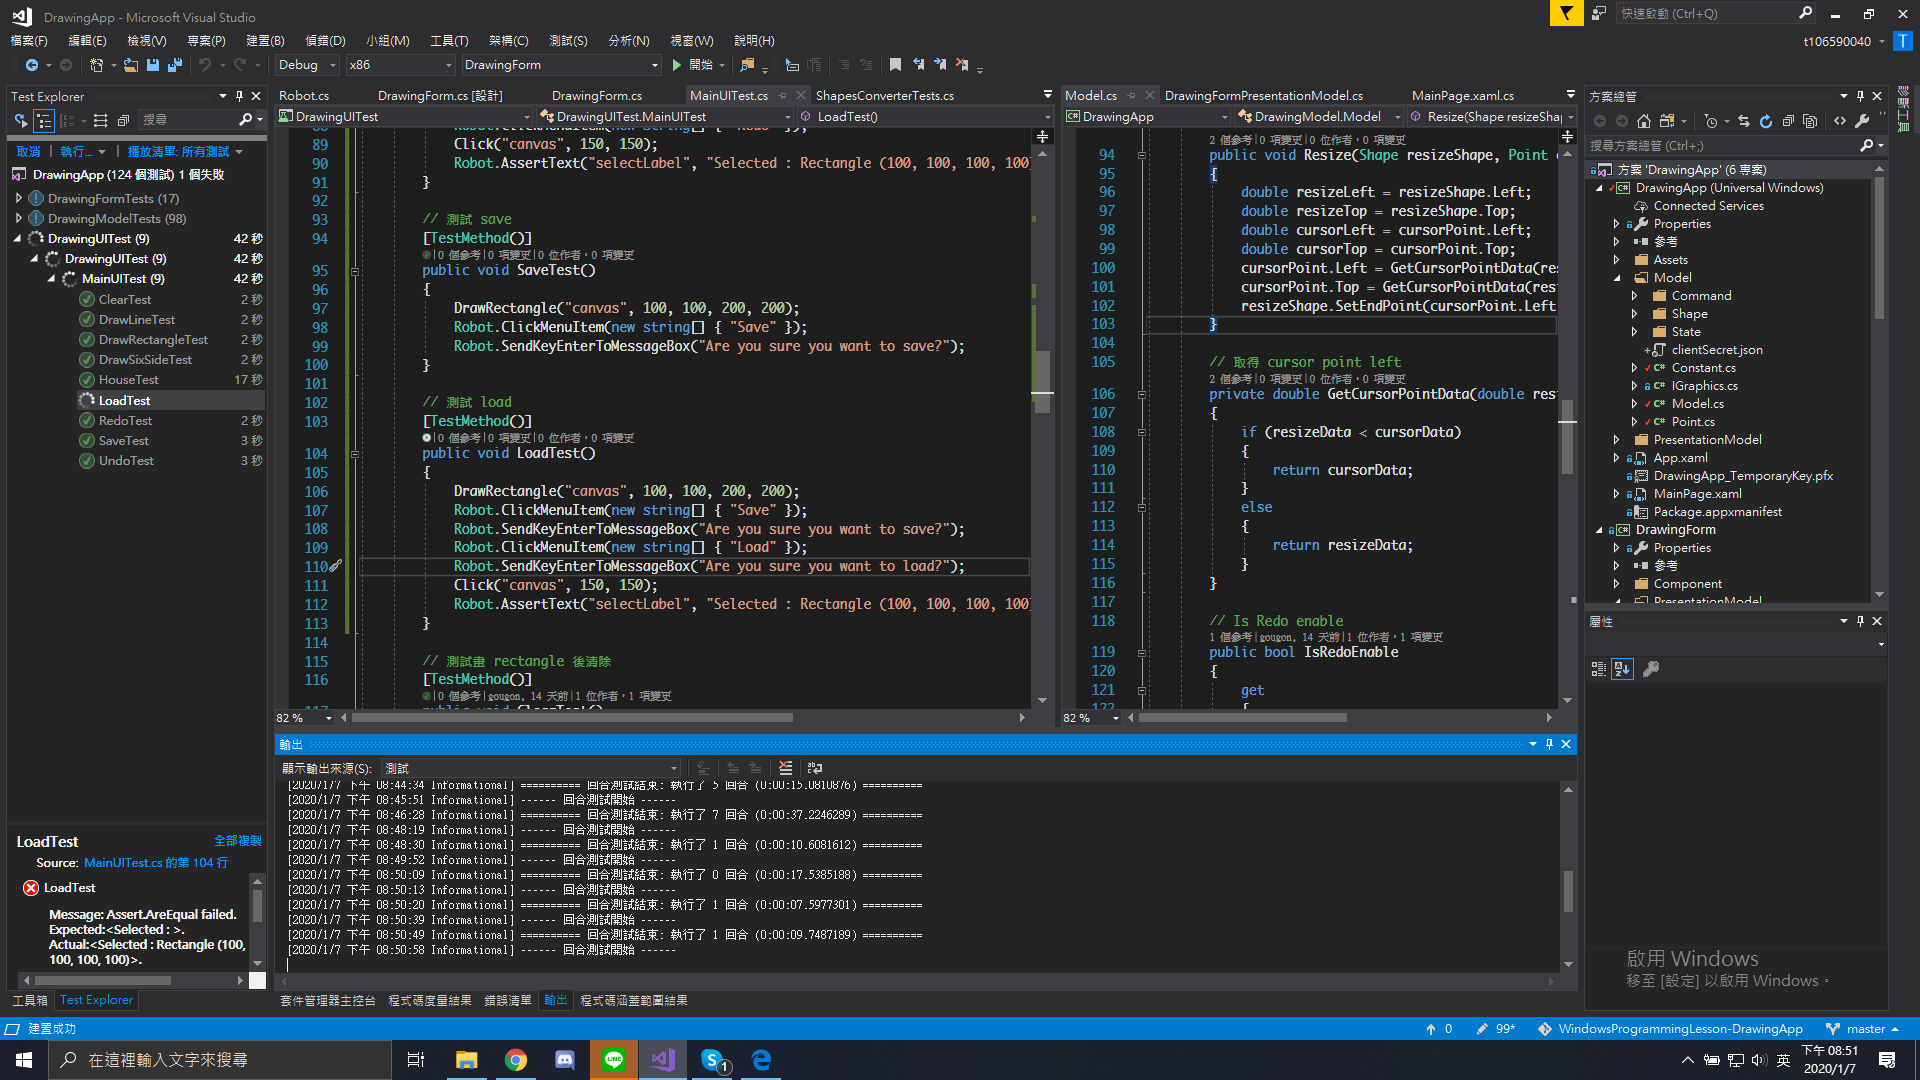 DrawingApp - Microsoft Visual Studio
快速啟動 (Ctrl+Q)
檔案(F) 編輯(E) 檢視(V) 專案(P) 建置(B) 偵錯(D) 小組(M) 工具(T) 架構(C) 測試(S) 分析(N) 視窗(W) 說明(H)
t106590040
T
Debug x86 DrawingForm 開始
Test Explorer
搜尋
取消 執行... 播放清單: 所有測試
DrawingApp (124 個測試) 1 個失敗
DrawingFormTests (17)
DrawingModelTests (98)
DrawingUITest (9) 42 秒
DrawingUITest (9) 42 秒
MainUITest (9) 42 秒
ClearTest 2 秒
DrawLineTest 2 秒
DrawRectangleTest 2 秒
DrawSixSideTest 2 秒
HouseTest 17 秒
LoadTest
RedoTest 2 秒
SaveTest 3 秒
UndoTest 3 秒
LoadTest 全部複製
Source: MainUITest.cs 的第 104 行
LoadTest
Message: Assert.AreEqual failed.
Expected:<Selected : >.
Actual:<Selected : Rectangle (100,
100, 100, 100)>.
工具箱 Test Explorer
Robot.cs DrawingForm.cs [設計] DrawingForm.cs MainUITest.cs ShapesConverterTests.cs
DrawingUITest DrawingUITest.MainUITest LoadTest()
89 Click("canvas", 150, 150);
90 Robot.AssertText("selectLabel", "Selected : Rectangle (100, 100, 100, 100)
91 }
92
93 // 測試 save
94 [TestMethod()]
0 個參考|0 項變更|0 位作者，0 項變更
95 public void SaveTest()
96 {
97 DrawRectangle("canvas", 100, 100, 200, 200);
98 Robot.ClickMenuItem(new string[] { "Save" });
99 Robot.SendKeyEnterToMessageBox("Are you sure you want to save?");
100 }
101
102 // 測試 load
103 [TestMethod()]
0 個參考|0 項變更|0 位作者，0 項變更
104 public void LoadTest()
105 {
106 DrawRectangle("canvas", 100, 100, 200, 200);
107 Robot.ClickMenuItem(new string[] { "Save" });
108 Robot.SendKeyEnterToMessageBox("Are you sure you want to save?");
109 Robot.ClickMenuItem(new string[] { "Load" });
110 Robot.SendKeyEnterToMessageBox("Are you sure you want to load?");
111 Click("canvas", 150, 150);
112 Robot.AssertText("selectLabel", "Selected : Rectangle (100, 100, 100, 100)
113 }
114
115 // 測試畫 rectangle 後清除
116 [TestMethod()]
0 個參考|gougon, 14 天前|1 位作者，1 項變更
82 %
Model.cs DrawingFormPresentationModel.cs MainPage.xaml.cs
DrawingApp DrawingModel.Model Resize(Shape resizeShap
2 個參考|0 項變更|0 位作者，0 項變更
94 public void Resize(Shape resizeShape, Point
95 {
96 double resizeLeft = resizeShape.Left;
97 double resizeTop = resizeShape.Top;
98 double cursorLeft = cursorPoint.Left;
99 double cursorTop = cursorPoint.Top;
100 cursorPoint.Left = GetCursorPointData(res
101 cursorPoint.Top = GetCursorPointData(resi
102 resizeShape.SetEndPoint(cursorPoint.Left
103 }
104
105 // 取得 cursor point left
2 個參考|0 項變更|0 位作者，0 項變更
106 private double GetCursorPointData(double res
107 {
108 if (resizeData < cursorData)
109 {
110 return cursorData;
111 }
112 else
113 {
114 return resizeData;
115 }
116 }
117
118 // Is Redo enable
1 個參考|gougon, 14 天前|1 位作者，1 項變更
119 public bool IsRedoEnable
120 {
121 get
122 {
82 %
輸出
顯示輸出來源(S): 測試
[2020/1/7 下午 08:44:34 Informational] ========== 回合測試結束: 執行了 5 回合 (0:00:15.0810876) ==========
[2020/1/7 下午 08:45:51 Informational] ------ 回合測試開始 ------
[2020/1/7 下午 08:46:28 Informational] ========== 回合測試結束: 執行了 7 回合 (0:00:37.2246289) ==========
[2020/1/7 下午 08:48:19 Informational] ------ 回合測試開始 ------
[2020/1/7 下午 08:48:30 Informational] ========== 回合測試結束: 執行了 1 回合 (0:00:10.6081612) ==========
[2020/1/7 下午 08:49:52 Informational] ------ 回合測試開始 ------
[2020/1/7 下午 08:50:09 Informational] ========== 回合測試結束: 執行了 0 回合 (0:00:17.5385188) ==========
[2020/1/7 下午 08:50:13 Informational] ------ 回合測試開始 ------
[2020/1/7 下午 08:50:20 Informational] ========== 回合測試結束: 執行了 1 回合 (0:00:07.5977301) ==========
[2020/1/7 下午 08:50:39 Informational] ------ 回合測試開始 ------
[2020/1/7 下午 08:50:49 Informational] ========== 回合測試結束: 執行了 1 回合 (0:00:09.7487189) ==========
[2020/1/7 下午 08:50:58 Informational] ------ 回合測試開始 ------
套件管理器主控台 程式碼度量結果 錯誤清單 輸出 程式碼涵蓋範圍結果
方案總管
搜尋方案總管 (Ctrl+;)
方案 'DrawingApp' (6 專案)
DrawingApp (Universal Windows)
Connected Services
Properties
參考
Assets
Model
Command
Shape
State
clientSecret.json
Constant.cs
IGraphics.cs
Model.cs
Point.cs
PresentationModel
App.xaml
DrawingApp_TemporaryKey.pfx
MainPage.xaml
Package.appxmanifest
DrawingForm
Properties
參考
Component
PresentationModel
屬性
診斷工具
啟用 Windows
移至 [設定] 以啟用 Windows。
建置成功
0 99* WindowsProgrammingLesson-DrawingApp master
在這裡輸入文字來搜尋
LINE
1
英
下午 08:51
2020/1/7